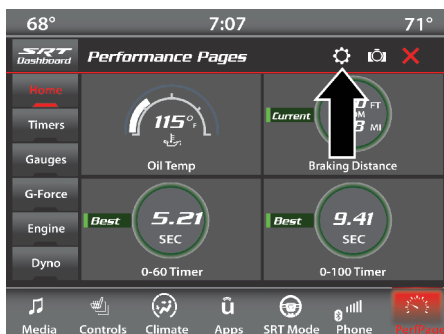 68° 7:07 71°
SRT Dashboard
Performance Pages
Home
Timers
Gauges
G-Force
Engine
Dyno
115°F
Oil Temp
Current
FT
MI
Braking Distance
Best
5.21
SEC
0-60 Timer
Best
9.41
SEC
0-100 Timer
Media Controls Climate Apps SRT Mode Phone